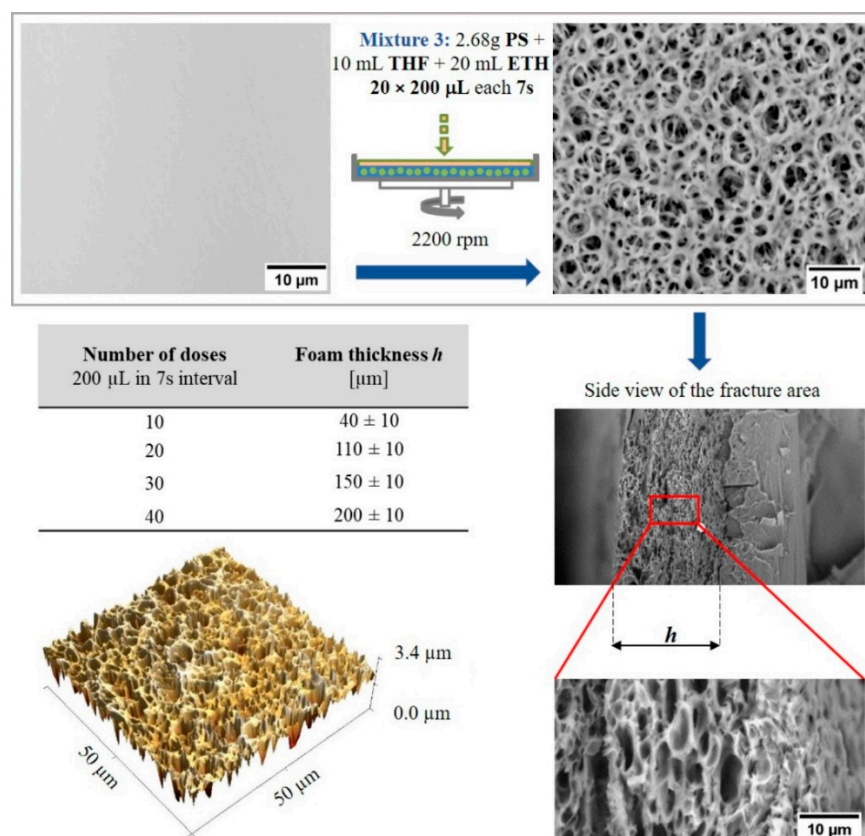 Mixture 3: 2.68g PS +
10 mL THF + 20 mL ETH
20 × 200 µL each 7s
2200 rpm
10 µm
10 µm
Number of doses
200 µL in 7s interval
Foam thickness h
[µm]
10 40 ± 10
20 110 ± 10
30 150 ± 10
40 200 ± 10
Side view of the fracture area
h
3.4 µm
0.0 µm
50 µm
50 µm
10 µm